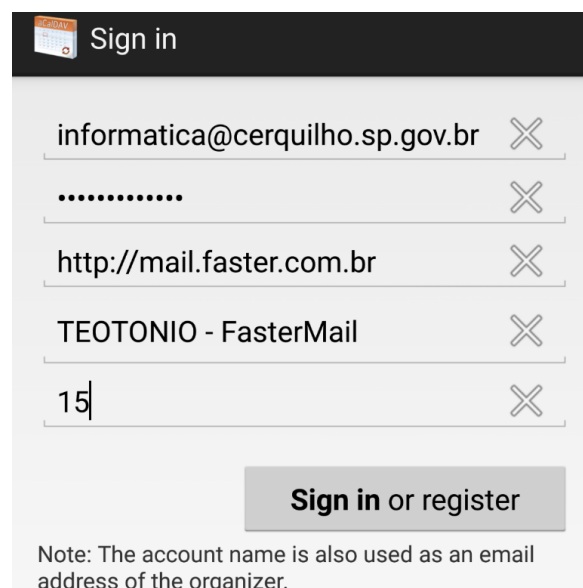 aCalDAV
Sign in
informatica@cerquilho.sp.gov.br
•••••••••••••
http://mail.faster.com.br
TEOTONIO - FasterMail
15
Sign in or register
Note: The account name is also used as an email
address of the organizer.